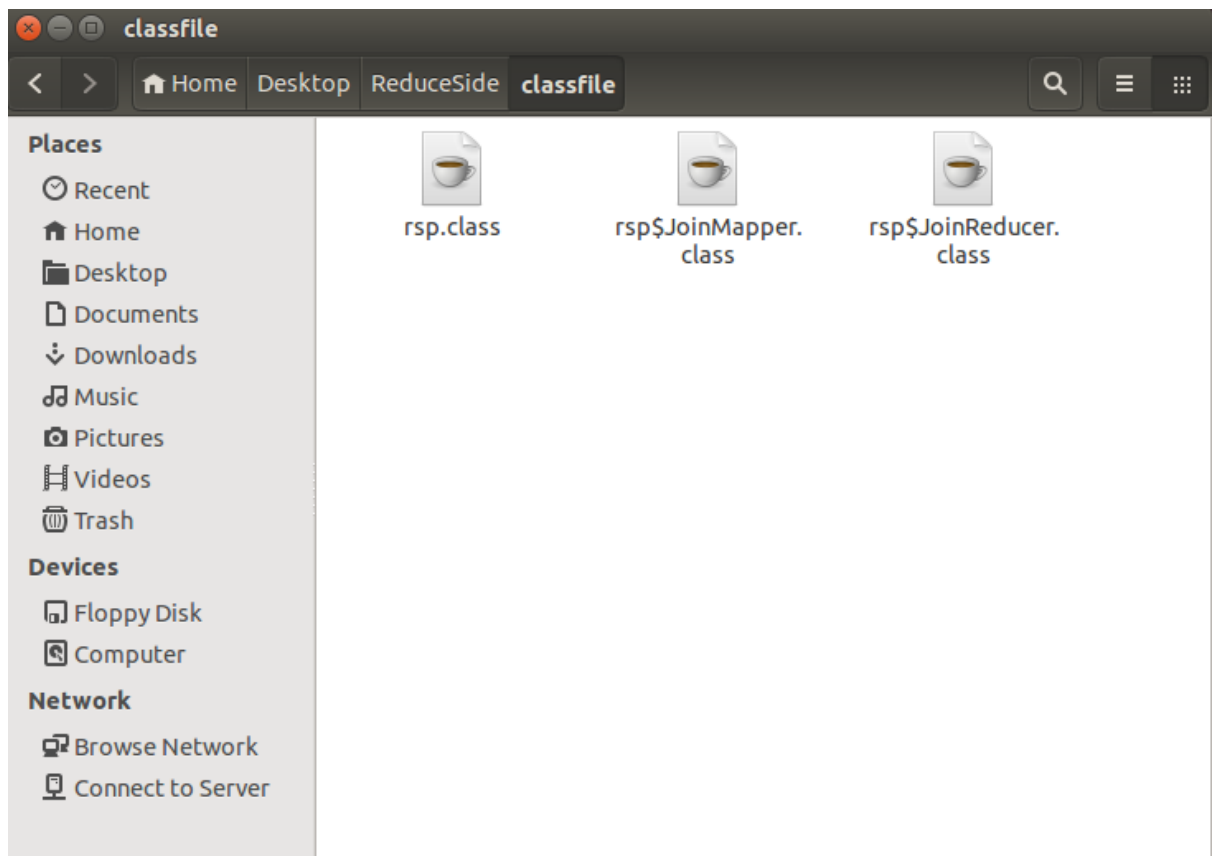 classfile
Home Desktop ReduceSide classfile
Places
Recent
Home
Desktop
Documents
Downloads
Music
Pictures
Videos
Trash
Devices
Floppy Disk
Computer
Network
Browse Network
Connect to Server
rsp.class
rsp$JoinMapper.
class
rsp$JoinReducer.
class